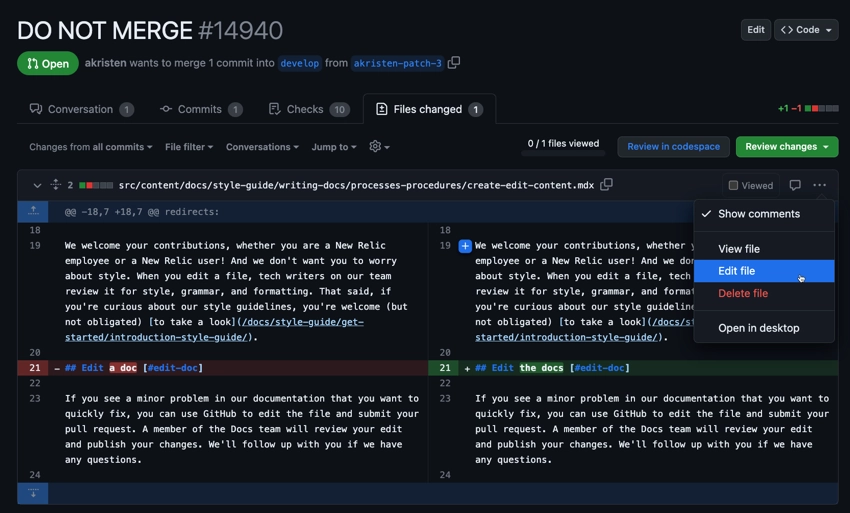 DO NOT MERGE #14940
Edit
<> Code
Open
akristen wants to merge 1 commit into develop from akristen-patch-3
Conversation 1
Commits 1
Checks 10
Files changed 1
+1 −1
Changes from all commits
File filter
Conversations
Jump to
0 / 1 files viewed
Review in codespace
Review changes
2
src/content/docs/style-guide/writing-docs/processes-procedures/create-edit-content.mdx
Viewed
@@ -18,7 +18,7 @@ redirects:
Show comments
View file
Edit file
Delete file
Open in desktop
18
19 We welcome your contributions, whether you are a New Relic
employee or a New Relic user! And we don't want you to worry
about style. When you edit a file, tech writers on our team
review it for style, grammar, and formatting. That said, if
you're curious about our style guidelines, you're welcome (but
not obligated) [to take a look](/docs/style-guide/get-
started/introduction-style-guide/).
20
21 - ## Edit a doc [#edit-doc]
22
23 If you see a minor problem in our documentation that you want to
quickly fix, you can use GitHub to edit the file and submit your
pull request. A member of the Docs team will review your edit
and publish your changes. We'll follow up with you if we have
any questions.
24
18
19 + We welcome your contributions, whether y
employee or a New Relic user! And we don
about style. When you edit a file, tech
review it for style, grammar, and format
you're curious about our style guideline
not obligated) [to take a look](/docs/s
started/introduction-style-guide/).
20
21 + ## Edit the docs [#edit-doc]
22
23 If you see a minor problem in our documentation that you want to
quickly fix, you can use GitHub to edit the file and submit your
pull request. A member of the Docs team will review your edit
and publish your changes. We'll follow up with you if we have
any questions.
24